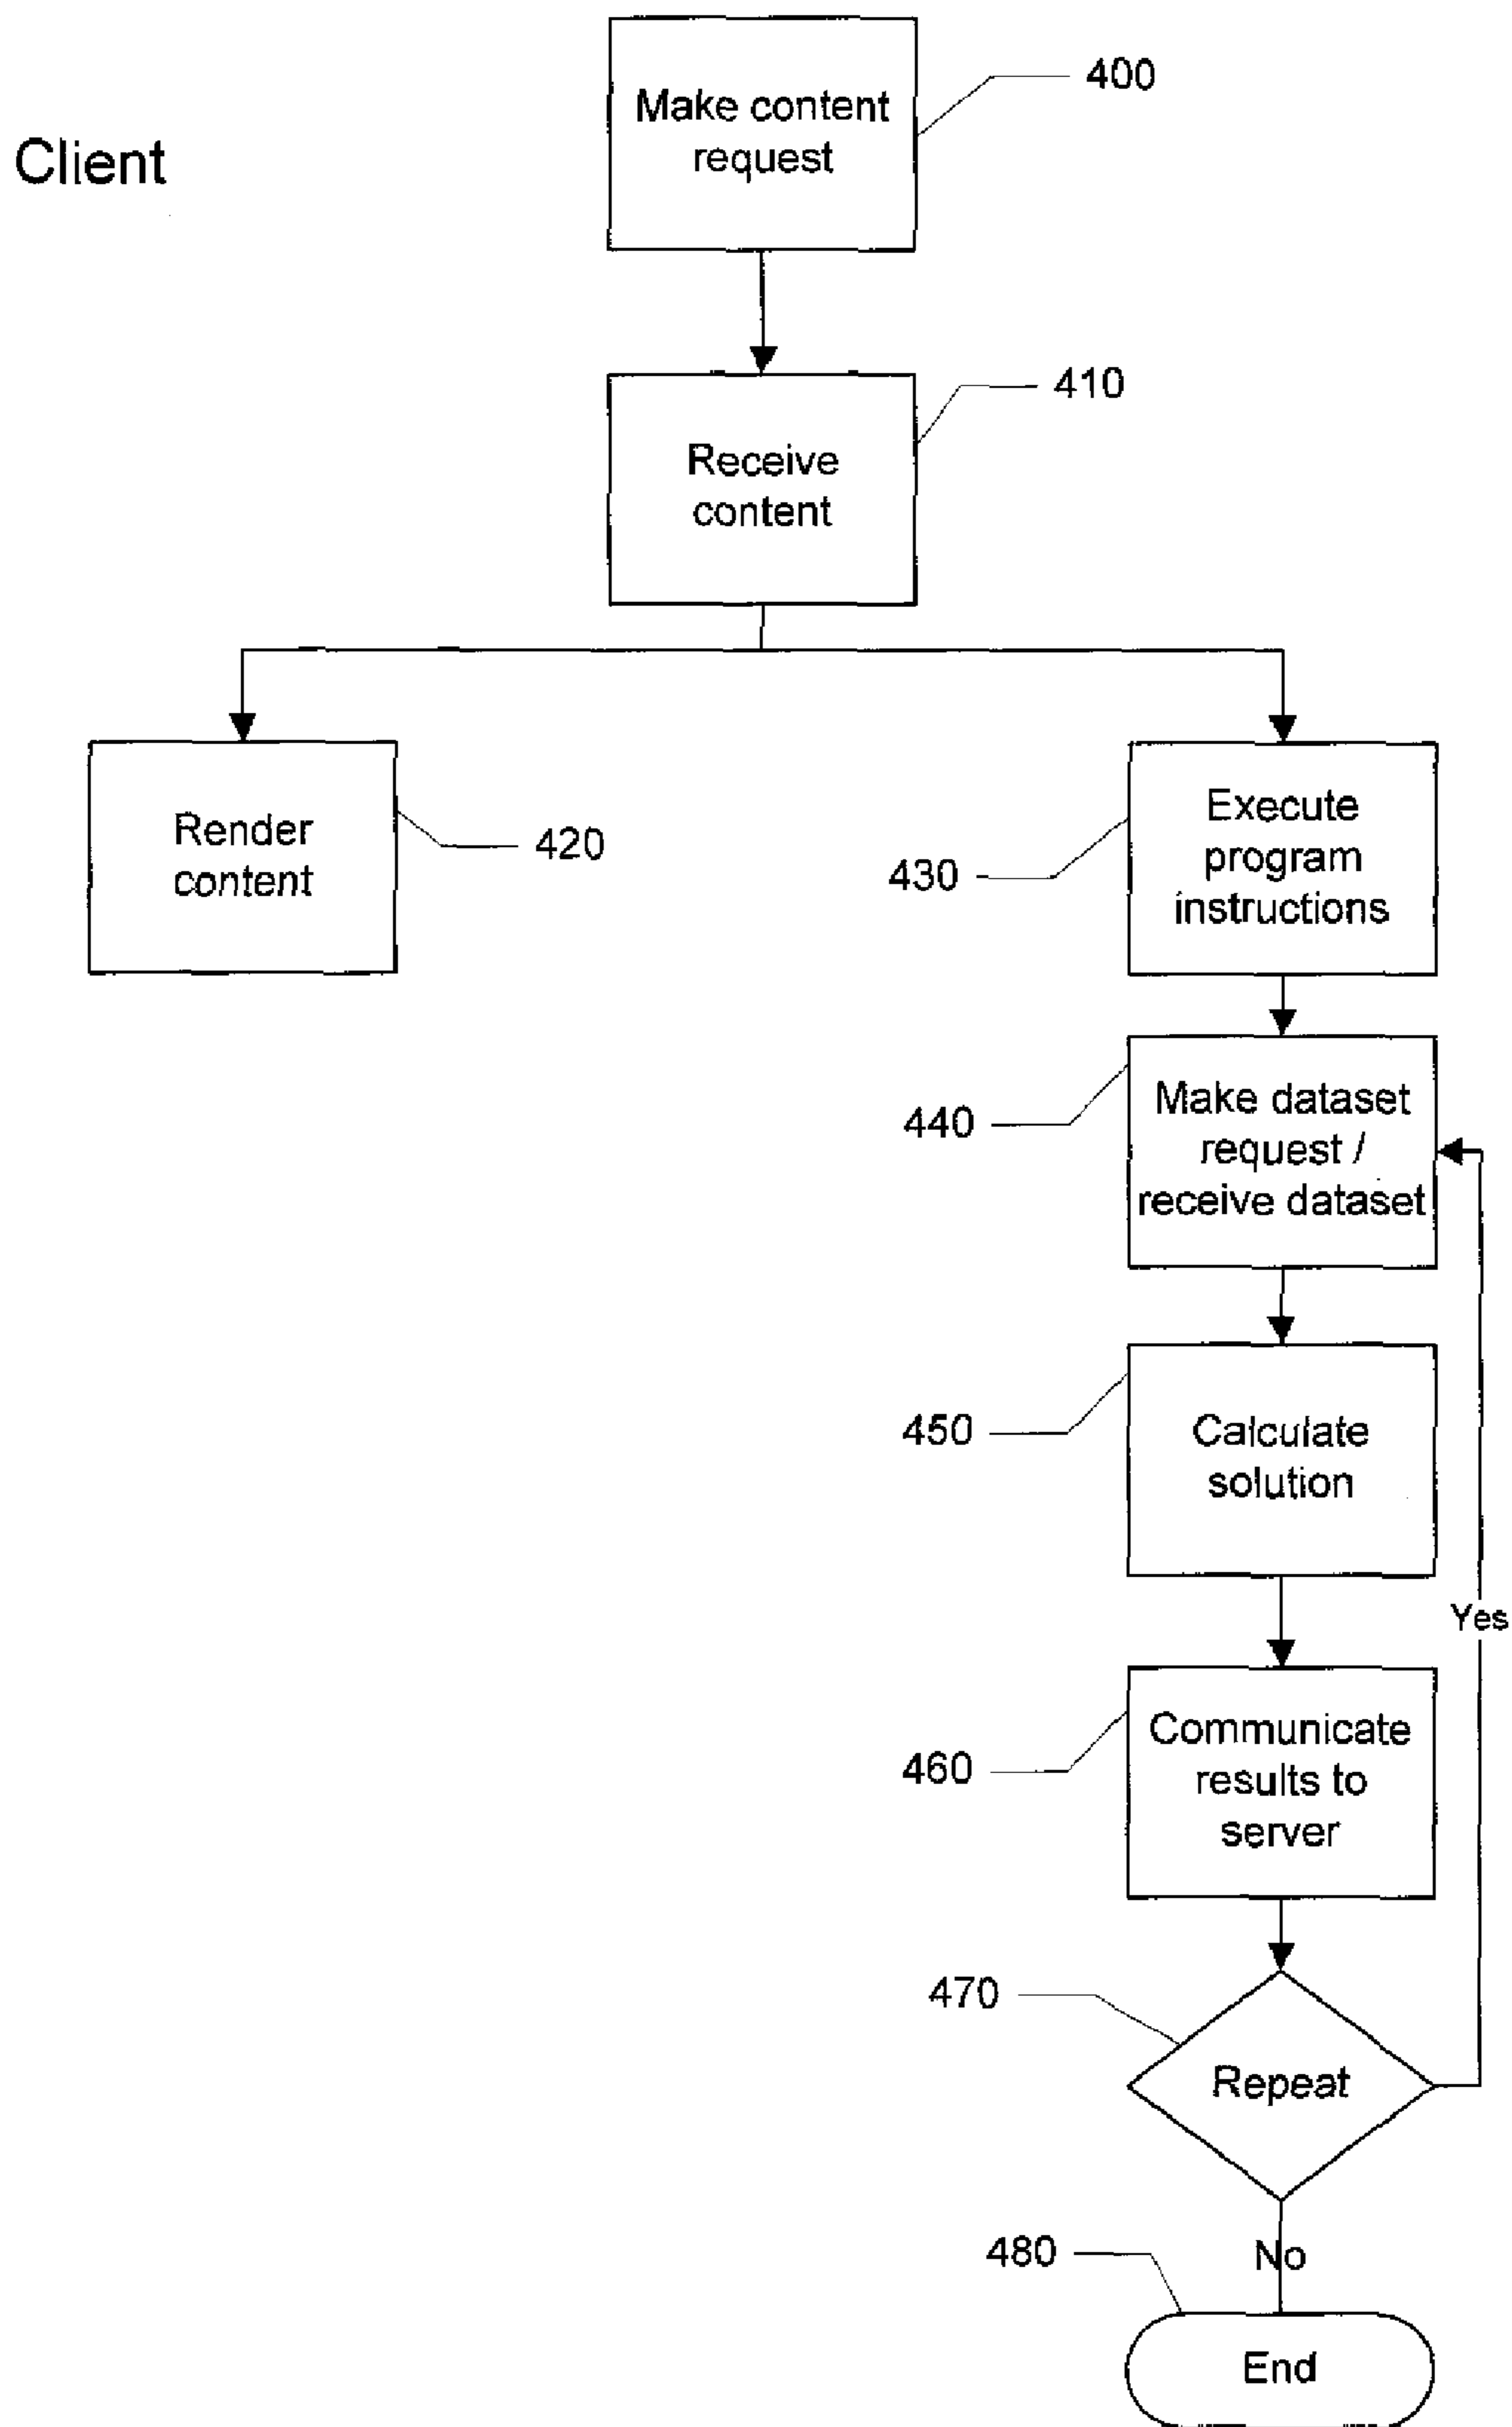 Client
Make content
request
400
Receive
content
410
Render
content
420
Execute
program
instructions
430
Make dataset
request /
receive dataset
440
Calculate
solution
450
Yes
Communicate
results to
server
460
470
Repeat
No
480
End